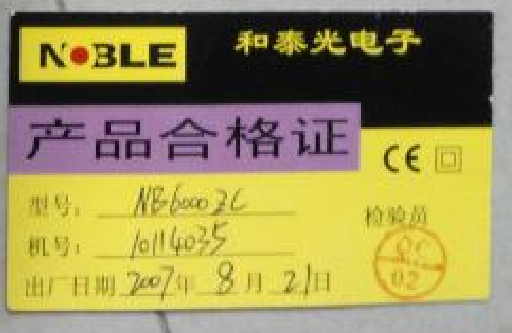 NOBLE 和泰光电子
产品合格证
CE
型号: NB6000ZC
机号: 10114035
检验员
QC
02
出厂日期 2007年 8月 21日